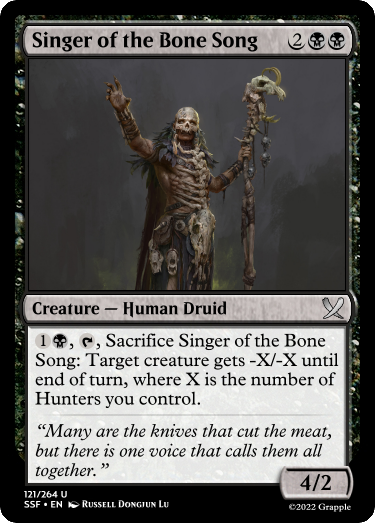 Singer of the Bone Song 2
Creature — Human Druid
1 , , Sacrifice Singer of the Bone
Song: Target creature gets -X/-X until
end of turn, where X is the number of
Hunters you control.
“Many are the knives that cut the meat,
but there is one voice that calls them all
together.”
4/2
121/264 U
SSF • EN Russell Dongjun Lu
©2022 Grapple